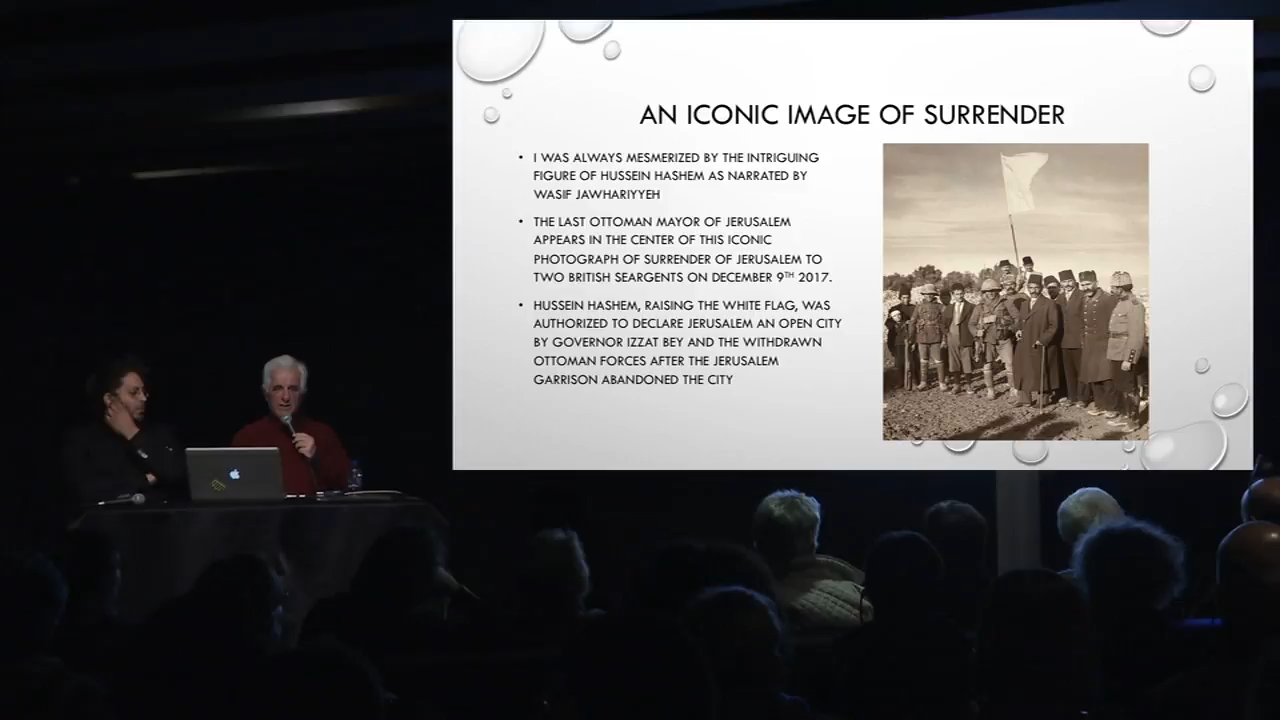 AN ICONIC IMAGE OF SURRENDER
• I WAS ALWAYS MESMERIZED BY THE INTRIGUING
FIGURE OF HUSSEIN HASHEM AS NARRATED BY
WASIF JAWHARIYYEH
• THE LAST OTTOMAN MAYOR OF JERUSALEM
APPEARS IN THE CENTER OF THIS ICONIC
PHOTOGRAPH OF SURRENDER OF JERUSALEM TO
TWO BRITISH SEARGENTS ON DECEMBER 9TH 2017.
• HUSSEIN HASHEM, RAISING THE WHITE FLAG, WAS
AUTHORIZED TO DECLARE JERUSALEM AN OPEN CITY
BY GOVERNOR IZZAT BEY AND THE WITHDRAWN
OTTOMAN FORCES AFTER THE JERUSALEM
GARRISON ABANDONED THE CITY